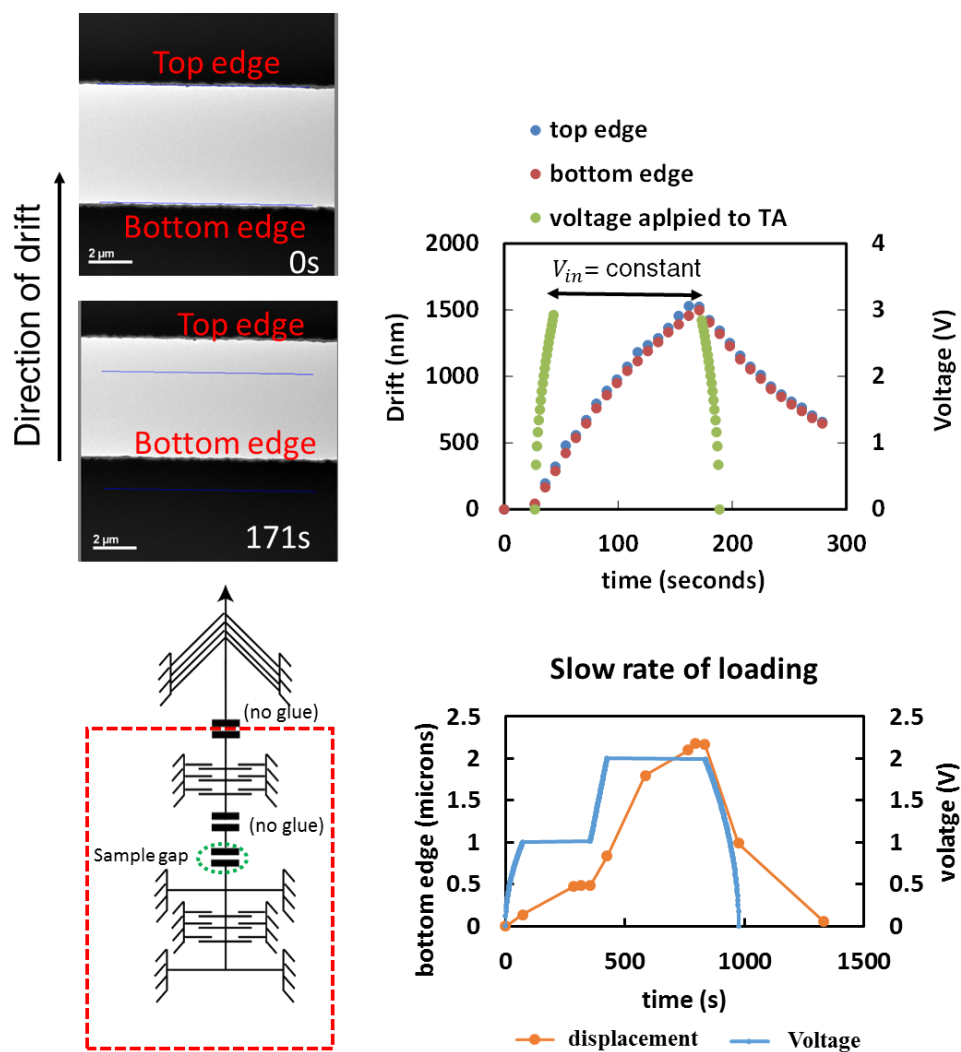 Top edge
Bottom edge
2 μm
0s
Direction of drift
Top edge
Bottom edge
2 μm
171s
top edge
bottom edge
voltage aplpied to TA
V_in = constant
2000
1500
1000
500
0
Drift (nm)
4
3
2
1
0
Voltage (V)
0
100
200
300
time (seconds)
(no glue)
(no glue)
Sample gap
Slow rate of loading
2.5
2
1.5
1
0.5
0
bottom edge (microns)
2.5
2
1.5
1
0.5
0
volatge (V)
0
500
1000
1500
time (s)
displacement
Voltage